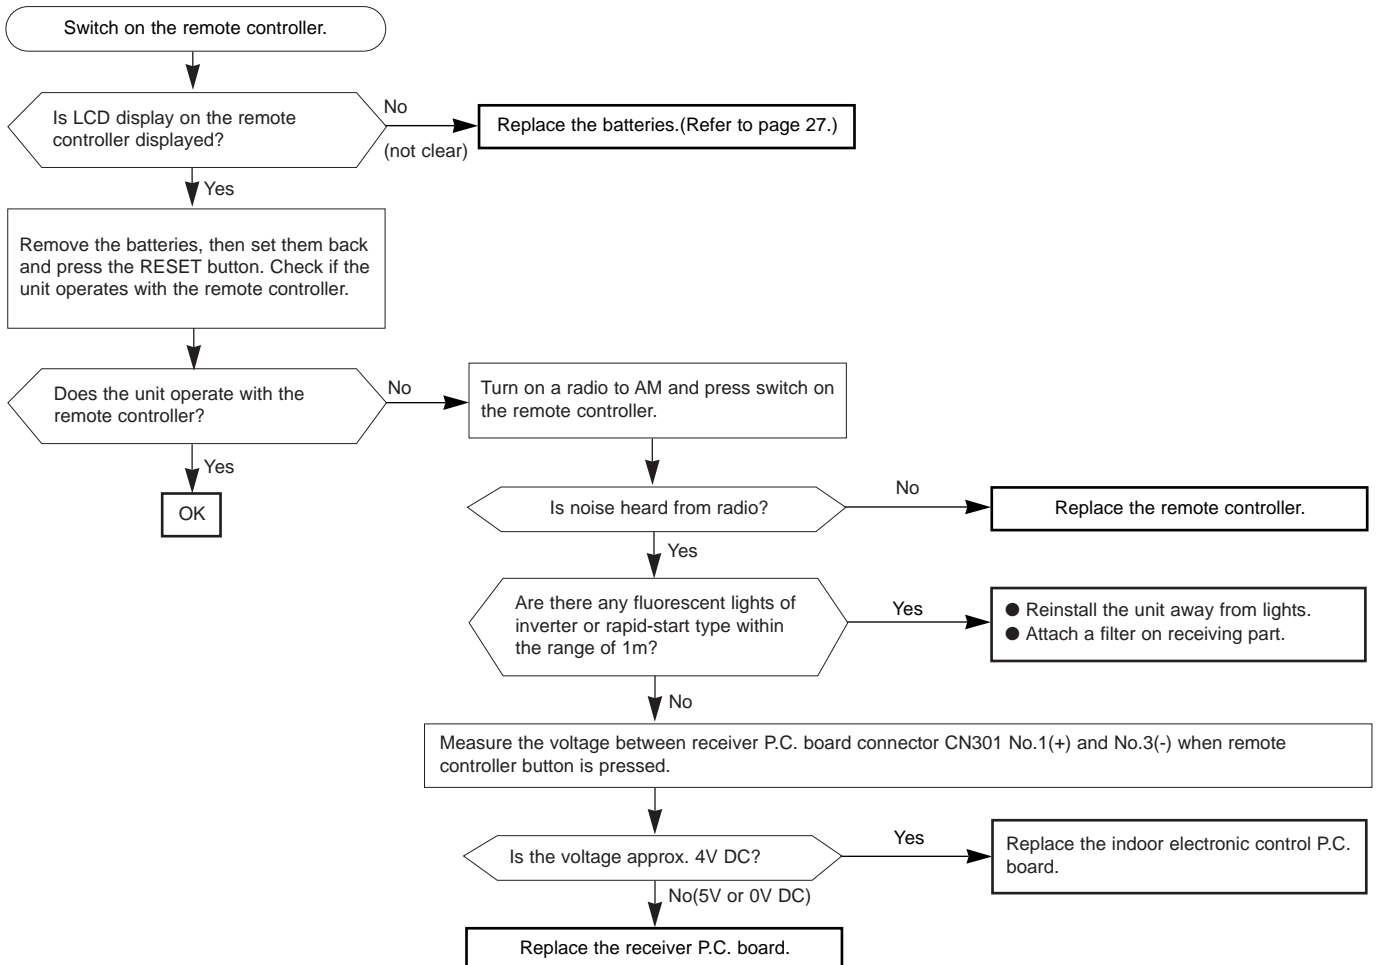 Switch on the remote controller.
Is LCD display on the remote
controller displayed?
No
(not clear)
Replace the batteries.(Refer to page 27.)
Yes
Remove the batteries, then set them back
and press the RESET button. Check if the
unit operates with the remote controller.
Does the unit operate with the
remote controller?
No
Turn on a radio to AM and press switch on
the remote controller.
Yes
OK
Is noise heard from radio?
No
Replace the remote controller.
Yes
Are there any fluorescent lights of
inverter or rapid-start type within
the range of 1m?
Yes
● Reinstall the unit away from lights.
● Attach a filter on receiving part.
No
Measure the voltage between receiver P.C. board connector CN301 No.1(+) and No.3(-) when remote
controller button is pressed.
Is the voltage approx. 4V DC?
Yes
Replace the indoor electronic control P.C.
board.
No(5V or 0V DC)
Replace the receiver P.C. board.